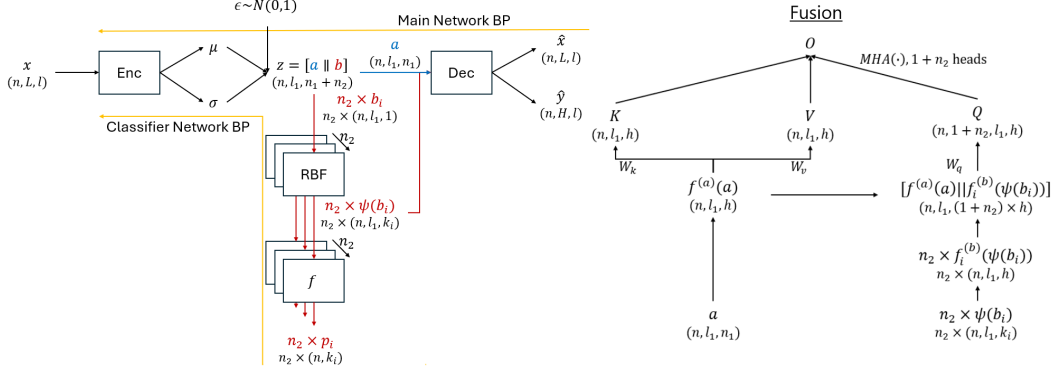 ϵ~N(0,1)
Main Network BP
x
(n, L, l)
Enc
μ
σ
z = [a ∥ b]
(n, l₁, n₁ + n₂)
a
(n, l₁, n₁)
Dec
x̂
(n, L, l)
ŷ
(n, H, l)
n₂ × bᵢ
n₂ × (n, l₁, 1)
Classifier Network BP
n₂
RBF
n₂ × ψ(bᵢ)
n₂ × (n, l₁, kᵢ)
n₂
f
n₂ × pᵢ
n₂ × (n, kᵢ)
Fusion
O
MHA(·), 1 + n₂ heads
K
(n, l₁, h)
V
(n, l₁, h)
Q
(n, 1 + n₂, l₁, h)
W_k
W_v
W_q
f⁽ᵃ⁾(a)
(n, l₁, h)
[f⁽ᵃ⁾(a)||fᵢ⁽ᵇ⁾(ψ(bᵢ))]
(n, l₁, (1 + n₂) × h)
n₂ × fᵢ⁽ᵇ⁾(ψ(bᵢ))
n₂ × (n, l₁, h)
a
(n, l₁, n₁)
n₂ × ψ(bᵢ)
n₂ × (n, l₁, kᵢ)